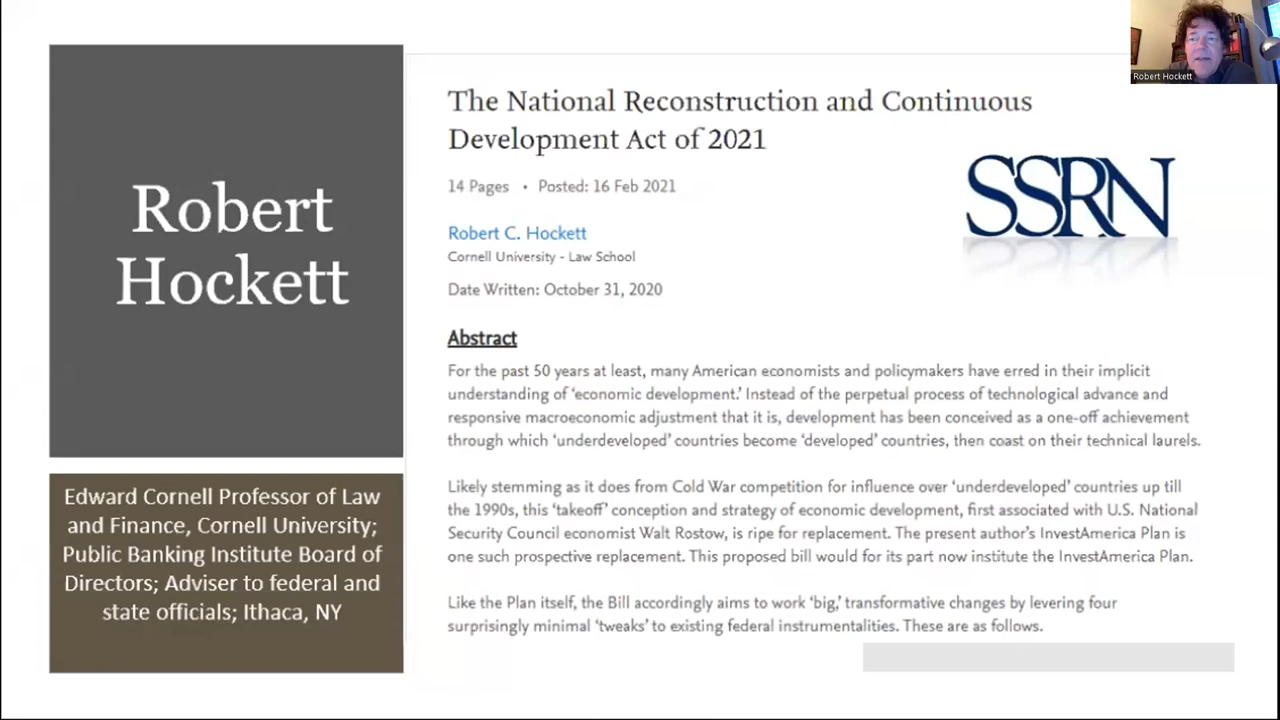 Robert Hockett
Robert
Hockett
Edward Cornell Professor of Law
and Finance, Cornell University;
Public Banking Institute Board of
Directors; Adviser to federal and
state officials; Ithaca, NY
The National Reconstruction and Continuous
Development Act of 2021
14 Pages • Posted: 16 Feb 2021
SSRN
Robert C. Hockett
Cornell University - Law School
Date Written: October 31, 2020
Abstract
For the past 50 years at least, many American economists and policymakers have erred in their implicit
understanding of ‘economic development.’ Instead of the perpetual process of technological advance and
responsive macroeconomic adjustment that it is, development has been conceived as a one-off achievement
through which ‘underdeveloped’ countries become ‘developed’ countries, then coast on their technical laurels.
Likely stemming as it does from Cold War competition for influence over ‘underdeveloped’ countries up till
the 1990s, this ‘takeoff’ conception and strategy of economic development, first associated with U.S. National
Security Council economist Walt Rostow, is ripe for replacement. The present author’s InvestAmerica Plan is
one such prospective replacement. This proposed bill would for its part now institute the InvestAmerica Plan.
Like the Plan itself, the Bill accordingly aims to work ‘big,’ transformative changes by levering four
surprisingly minimal ‘tweaks’ to existing federal instrumentalities. These are as follows.